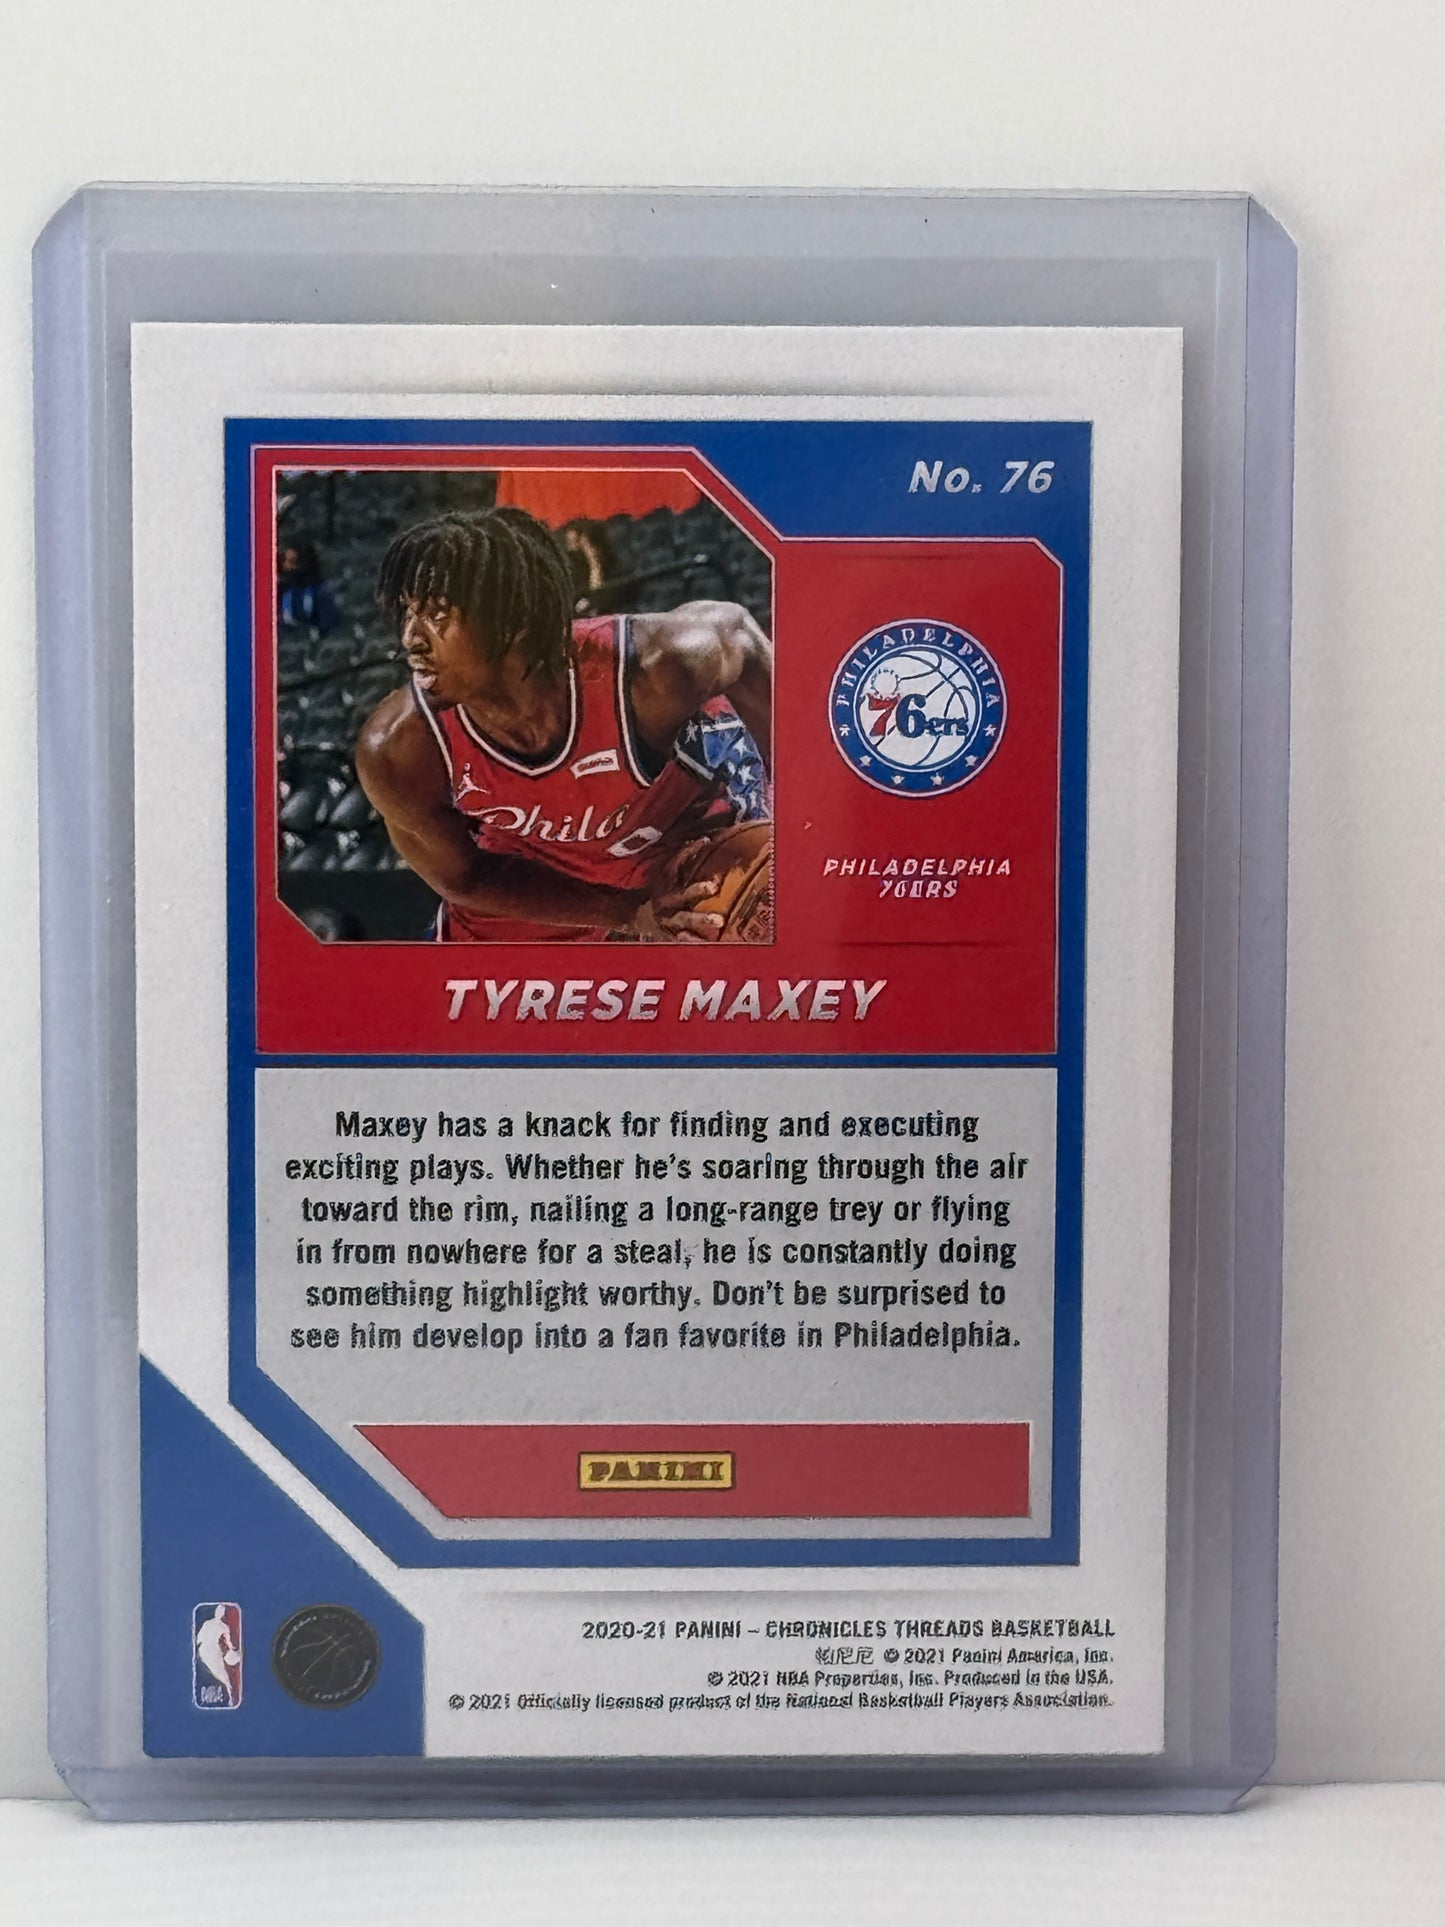 No. 76
PHILADELPHIA
76ers
Phila
PHILADELPHIA
76ERS
TYRESE MAXEY
Maxey has a knack for finding and executing
exciting plays. Whether he's soaring through the air
toward the rim, nailing a long-range trey or flying
in from nowhere for a steal, he is constantly doing
something highlight worthy. Don't be surprised to
see him develop into a fan favorite in Philadelphia.
PANINI
2020-21 PANINI – CHRONICLES THREADS BASKETBALL
帕尼尼 © 2021 Panini America, Inc.
© 2021 NBA Properties, Inc. Produced in the USA.
© 2021 Officially licensed product of the National Basketball Players Association.
NBA